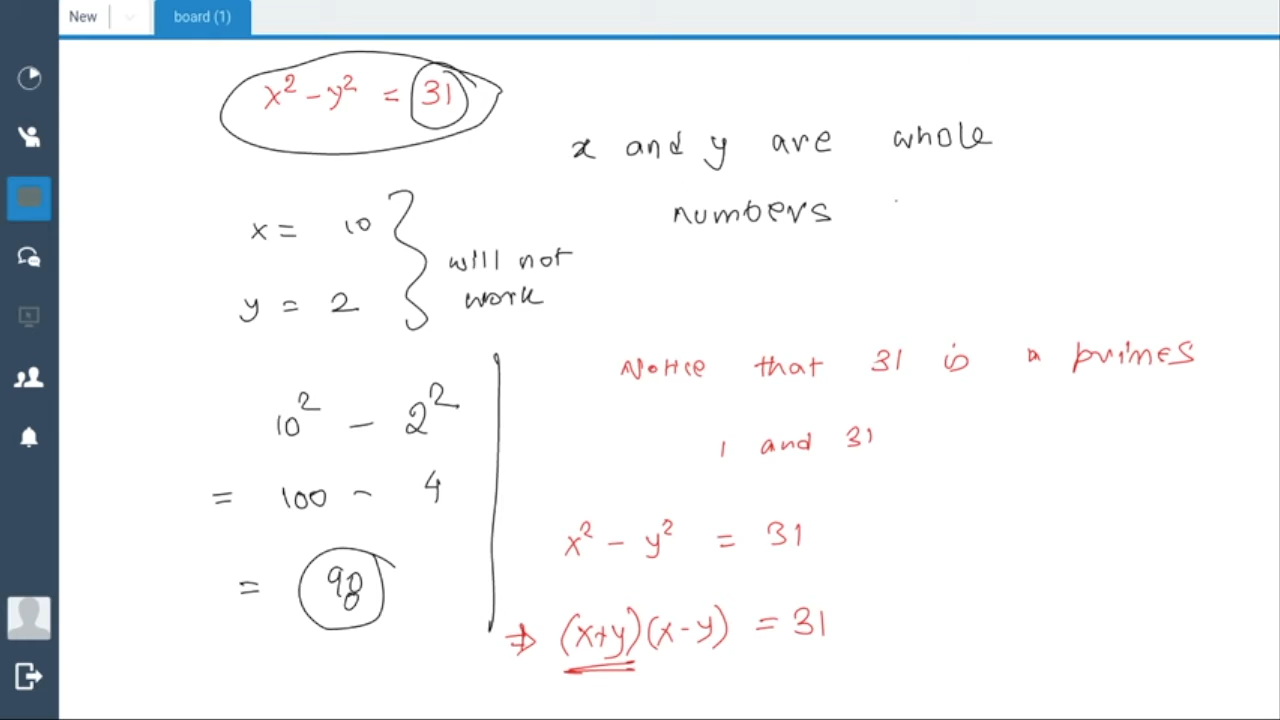 New
board (1)
x² - y² = 31
x and y are whole
numbers
x = 10
y = 2
will not
work
10² - 2²
= 100 - 4
= 98
Notice that 31 is a primes
1 and 31
x² - y² = 31
⇒ (x+y)(x-y) = 31